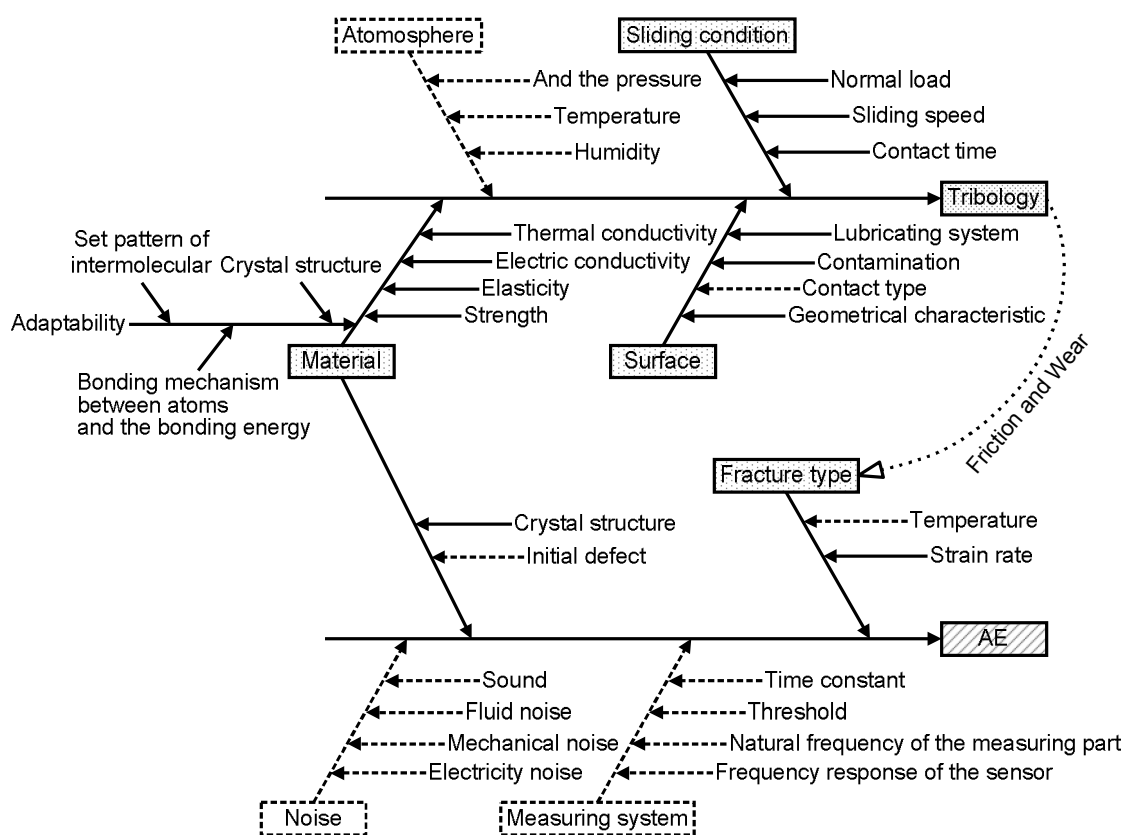 Atomosphere
Sliding condition
And the pressure
Temperature
Humidity
Normal load
Sliding speed
Contact time
Tribology
Thermal conductivity
Electric conductivity
Elasticity
Strength
Lubricating system
Contamination
Contact type
Geometrical characteristic
Set pattern of
intermolecular
Crystal structure
Adaptability
Bonding mechanism
between atoms
and the bonding energy
Material
Surface
Friction and Wear
Fracture type
Temperature
Strain rate
Crystal structure
Initial defect
AE
Sound
Fluid noise
Mechanical noise
Electricity noise
Time constant
Threshold
Natural frequency of the measuring part
Frequency response of the sensor
Noise
Measuring system